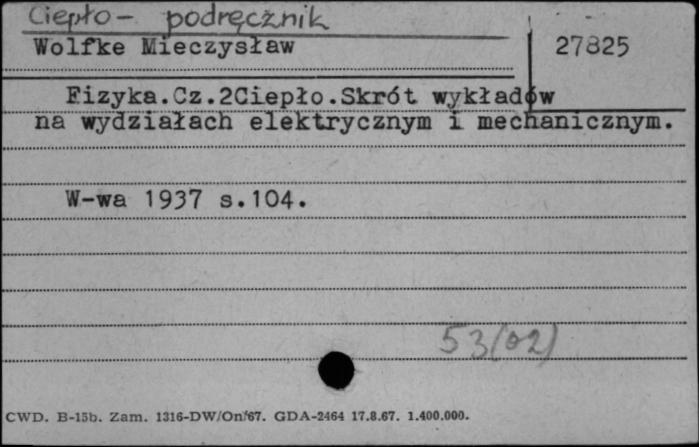 Ciepło - podręcznik
Wolfke Mieczysław
27825
Fizyka.Cz.2Ciepło.Skrót wykładów
na wydziałach elektrycznym i mechanicznym.
W-wa 1937 s.104.
53(02)
CWD. B-15b. Zam. 1316-DW/On/67. GDA-2464 17.8.67. 1.400.000.